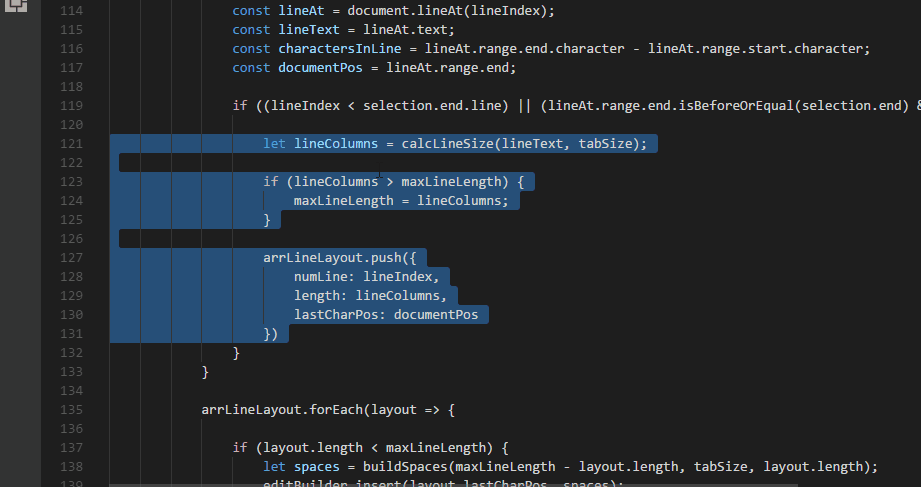 114 const lineAt = document.lineAt(lineIndex);
115 const lineText = lineAt.text;
116 const charactersInLine = lineAt.range.end.character - lineAt.range.start.character;
117 const documentPos = lineAt.range.end;
118
119 if ((lineIndex < selection.end.line) || (lineAt.range.end.isBeforeOrEqual(selection.end) &
120
121 let lineColumns = calcLineSize(lineText, tabSize);
122
123 if (lineColumns > maxLineLength) {
124 maxLineLength = lineColumns;
125 }
126
127 arrLineLayout.push({
128 numLine: lineIndex,
129 length: lineColumns,
130 lastCharPos: documentPos
131 })
132 }
133 }
134
135 arrLineLayout.forEach(layout => {
136
137 if (layout.length < maxLineLength) {
138 let spaces = buildSpaces(maxLineLength - layout.length, tabSize, layout.length);
139 editBuilder.insert(layout.lastCharPos, spaces);